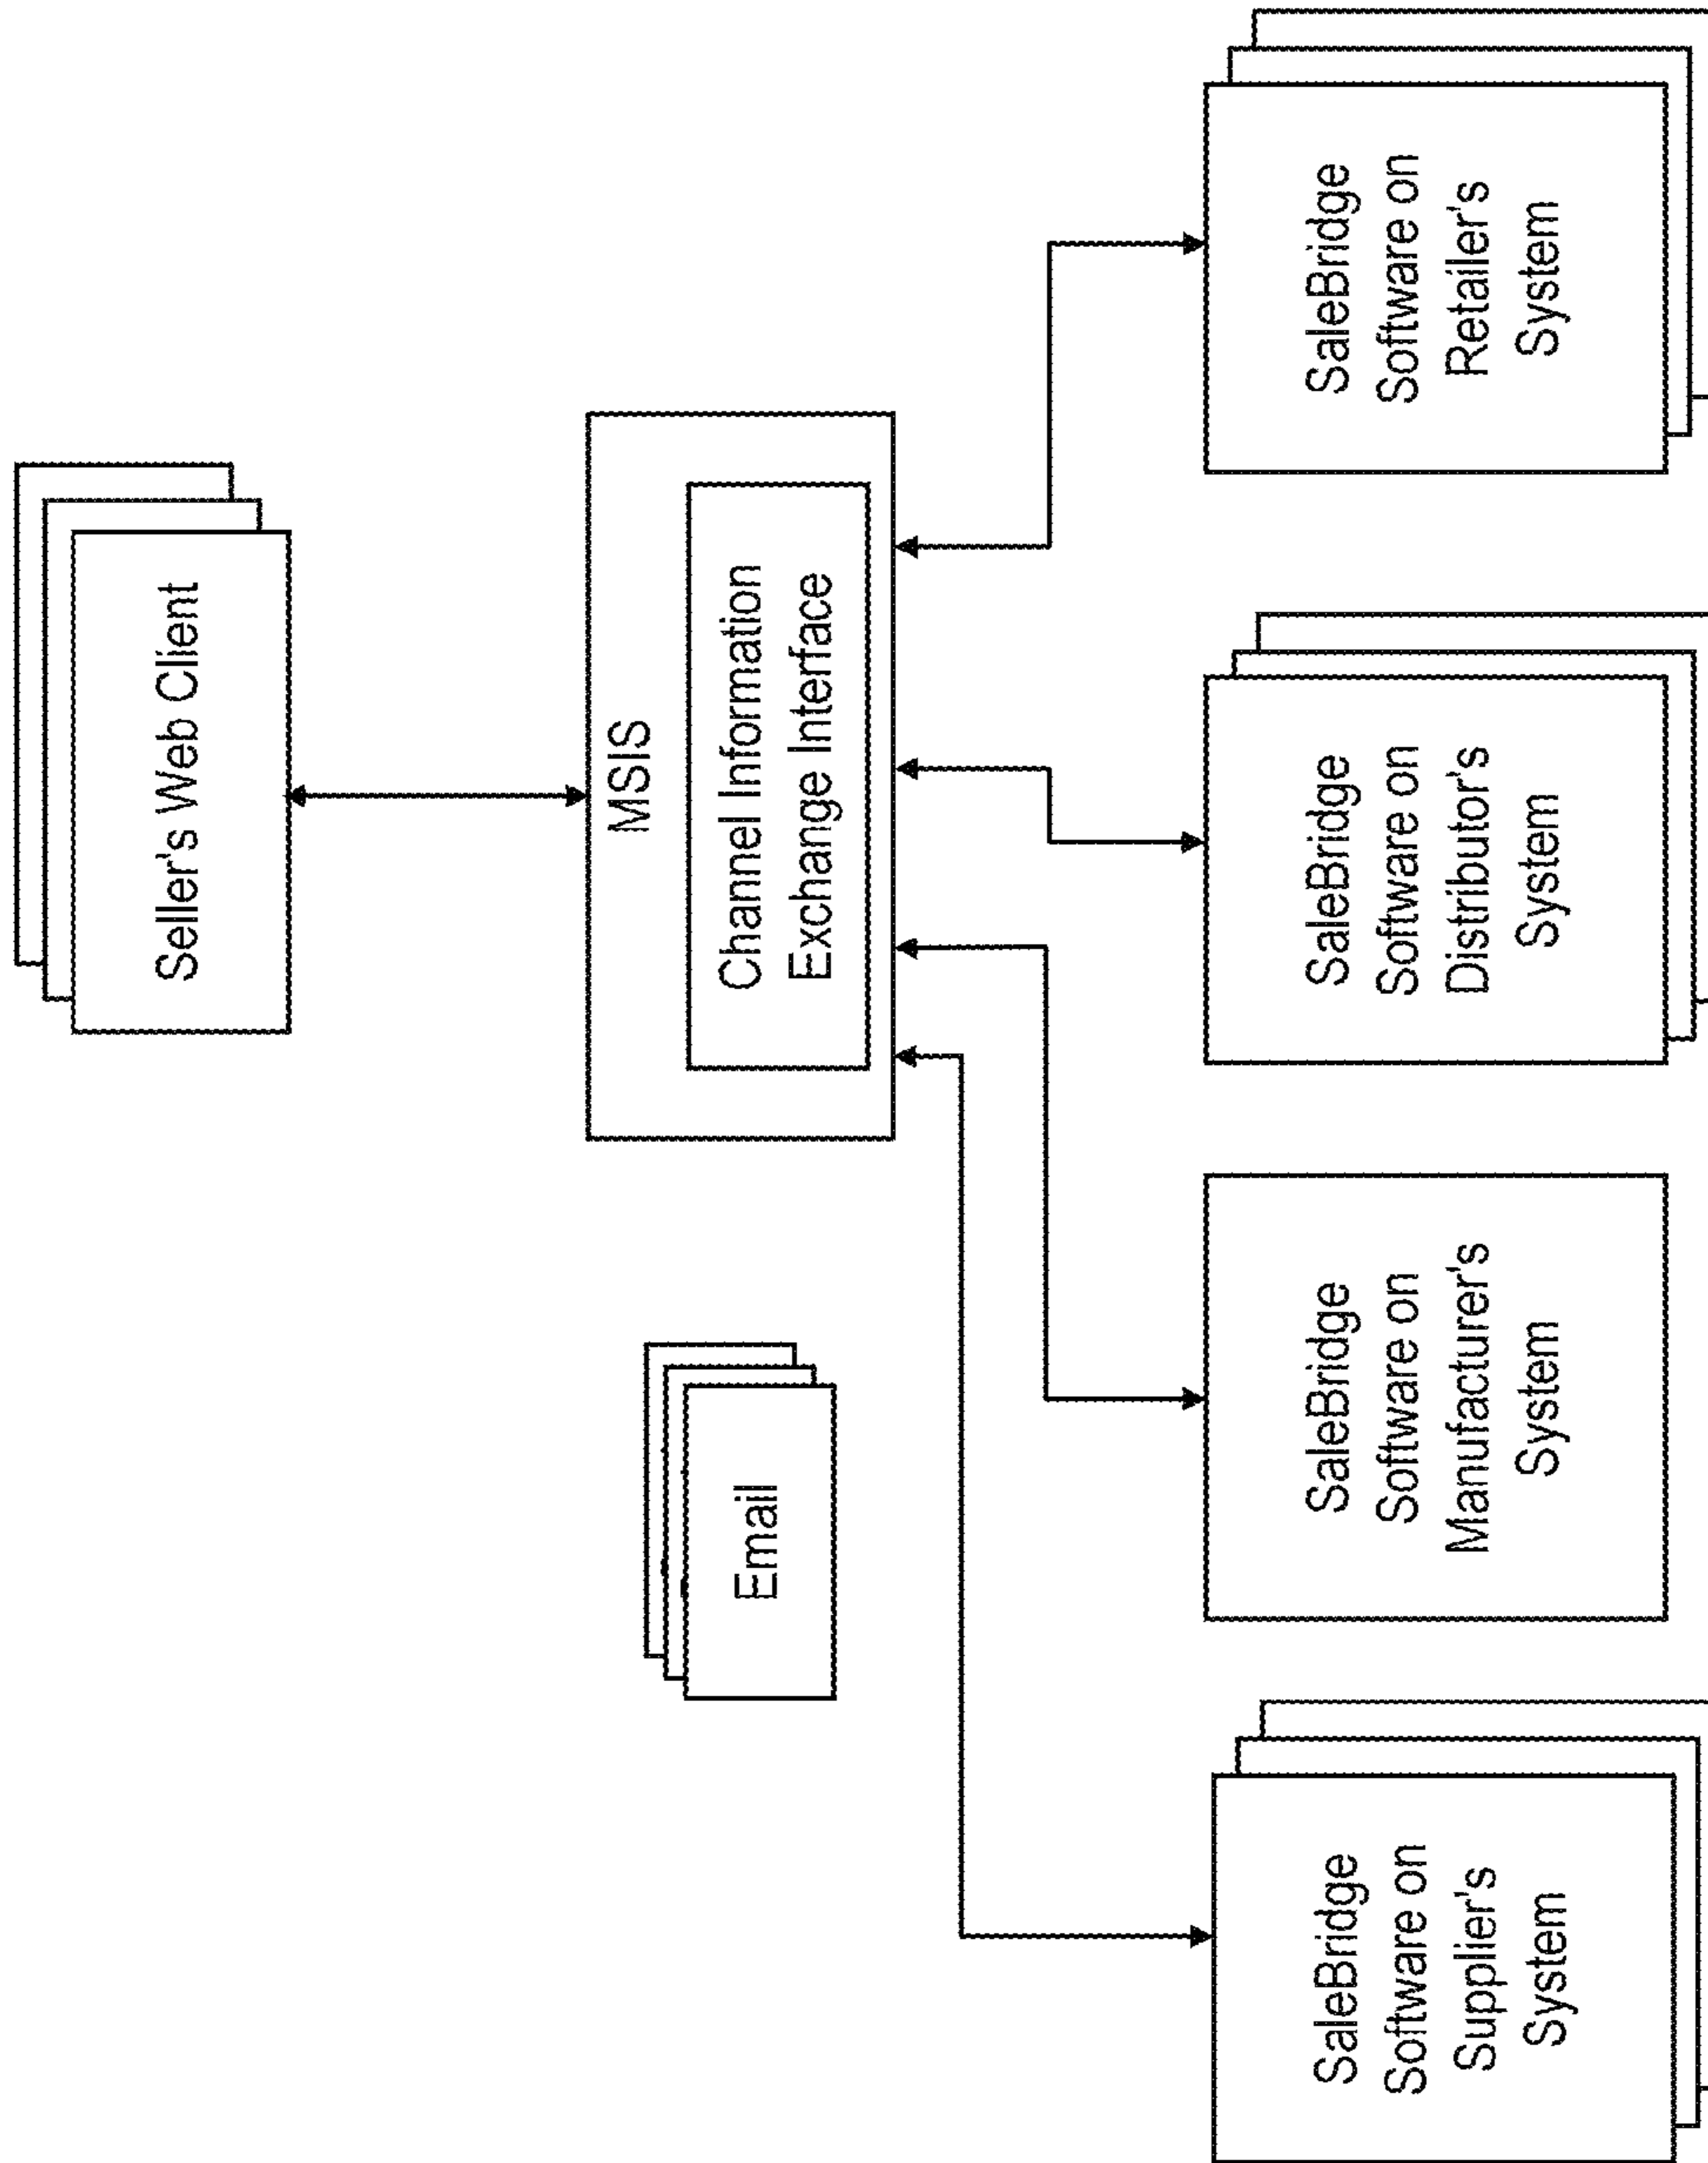 Seller's Web Client
MSIS
Channel Information
Exchange Interface
Email
SaleBridge
Software on
Supplier's
System
SaleBridge
Software on
Manufacturer's
System
SaleBridge
Software on
Distributor's
System
SaleBridge
Software on
Retailer's
System